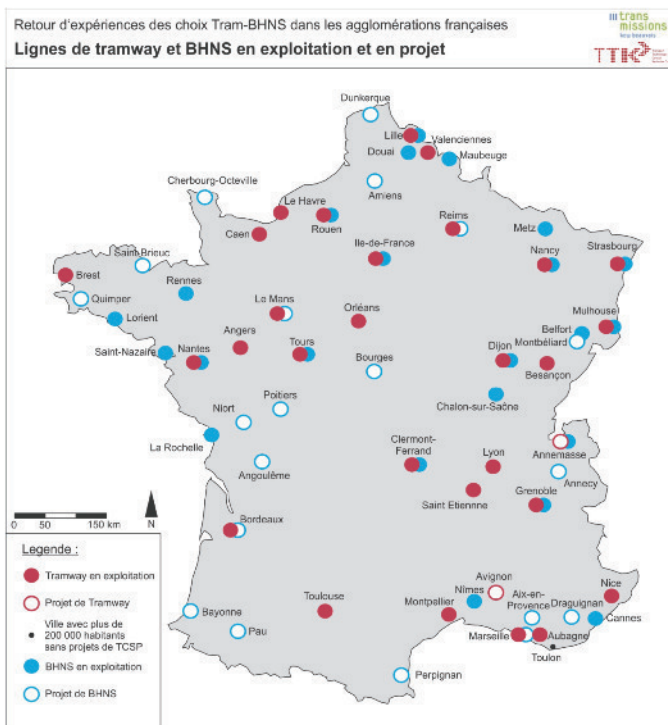 Retour d'expériences des choix Tram-BHNS dans les agglomérations françaises
Lignes de tramway et BHNS en exploitation et en projet
trans
missions
TTK
Dunkerque
Lille
Valenciennes
Douai
Maubeuge
Cherbourg-Octeville
Amiens
Le Havre
Rouen
Reims
Metz
Caen
Ile-de-France
Nancy
Strasbourg
Saint Brieuc
Brest
Rennes
Quimper
Le Mans
Orléans
Lorient
Mulhouse
Angers
Belfort
Saint-Nazaire
Nantes
Tours
Dijon
Montbéliard
Bourges
Besançon
Poitiers
Chalon-sur-Saône
Niort
La Rochelle
Clermont-
Ferrand
Lyon
Annemasse
Angoulême
Annecy
Saint Etiennne
Grenoble
0 50 150 km
N
Bordeaux
Legende :
Tramway en exploitation
Projet de Tramway
Ville avec plus de
200 000 habitants
sans projets de TCSP
BHNS en exploitation
Projet de BHNS
Avignon
Nice
Bayonne
Toulouse
Montpellier
Nîmes
Aix-en-
Provence
Draguignan
Cannes
Pau
Marseille
Aubagne
Toulon
Perpignan